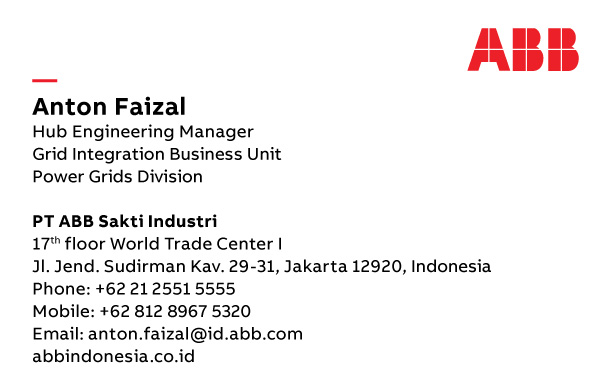 ABB
Anton Faizal
Hub Engineering Manager
Grid Integration Business Unit
Power Grids Division
PT ABB Sakti Industri
17th floor World Trade Center I
Jl. Jend. Sudirman Kav. 29-31, Jakarta 12920, Indonesia
Phone: +62 21 2551 5555
Mobile: +62 812 8967 5320
Email: anton.faizal@id.abb.com
abbindonesia.co.id